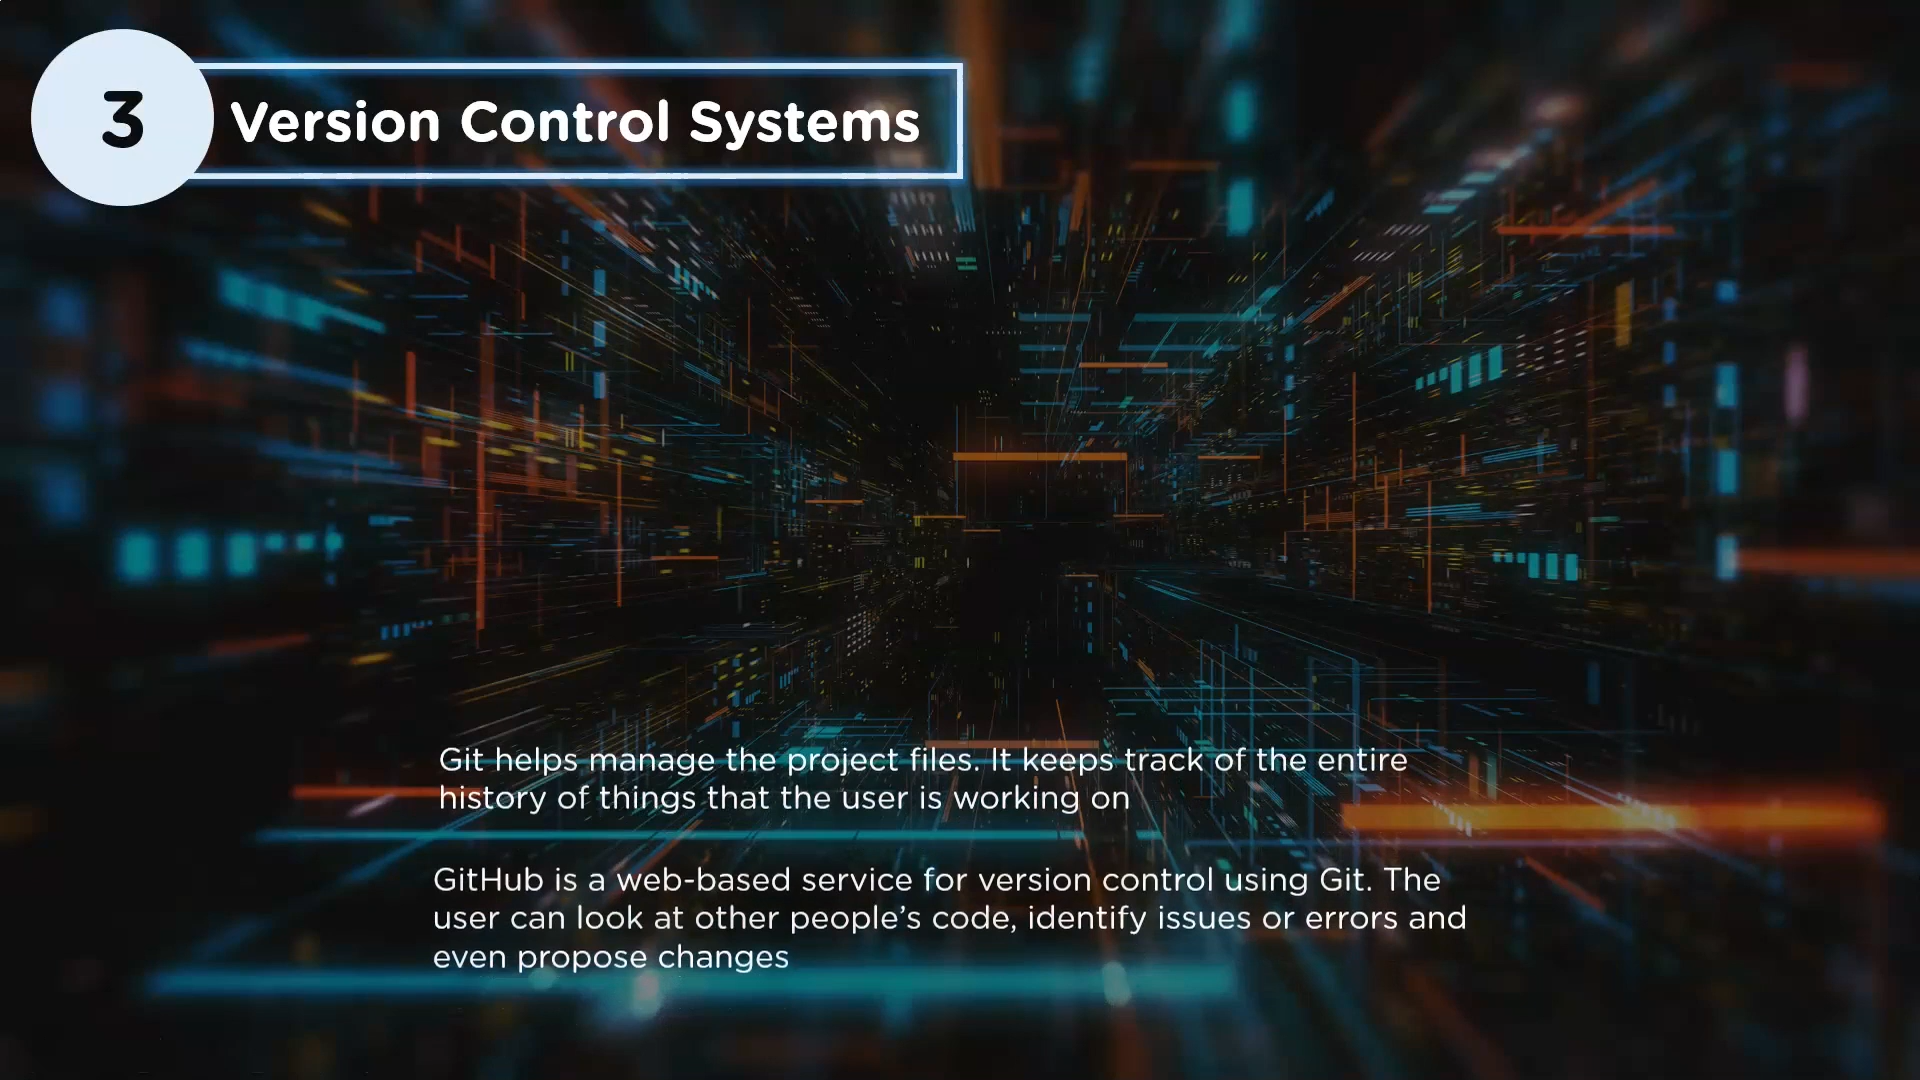 3
Version Control Systems
Git helps manage the project files. It keeps track of the entire
history of things that the user is working on
GitHub is a web-based service for version control using Git. The
user can look at other people’s code, identify issues or errors and
even propose changes